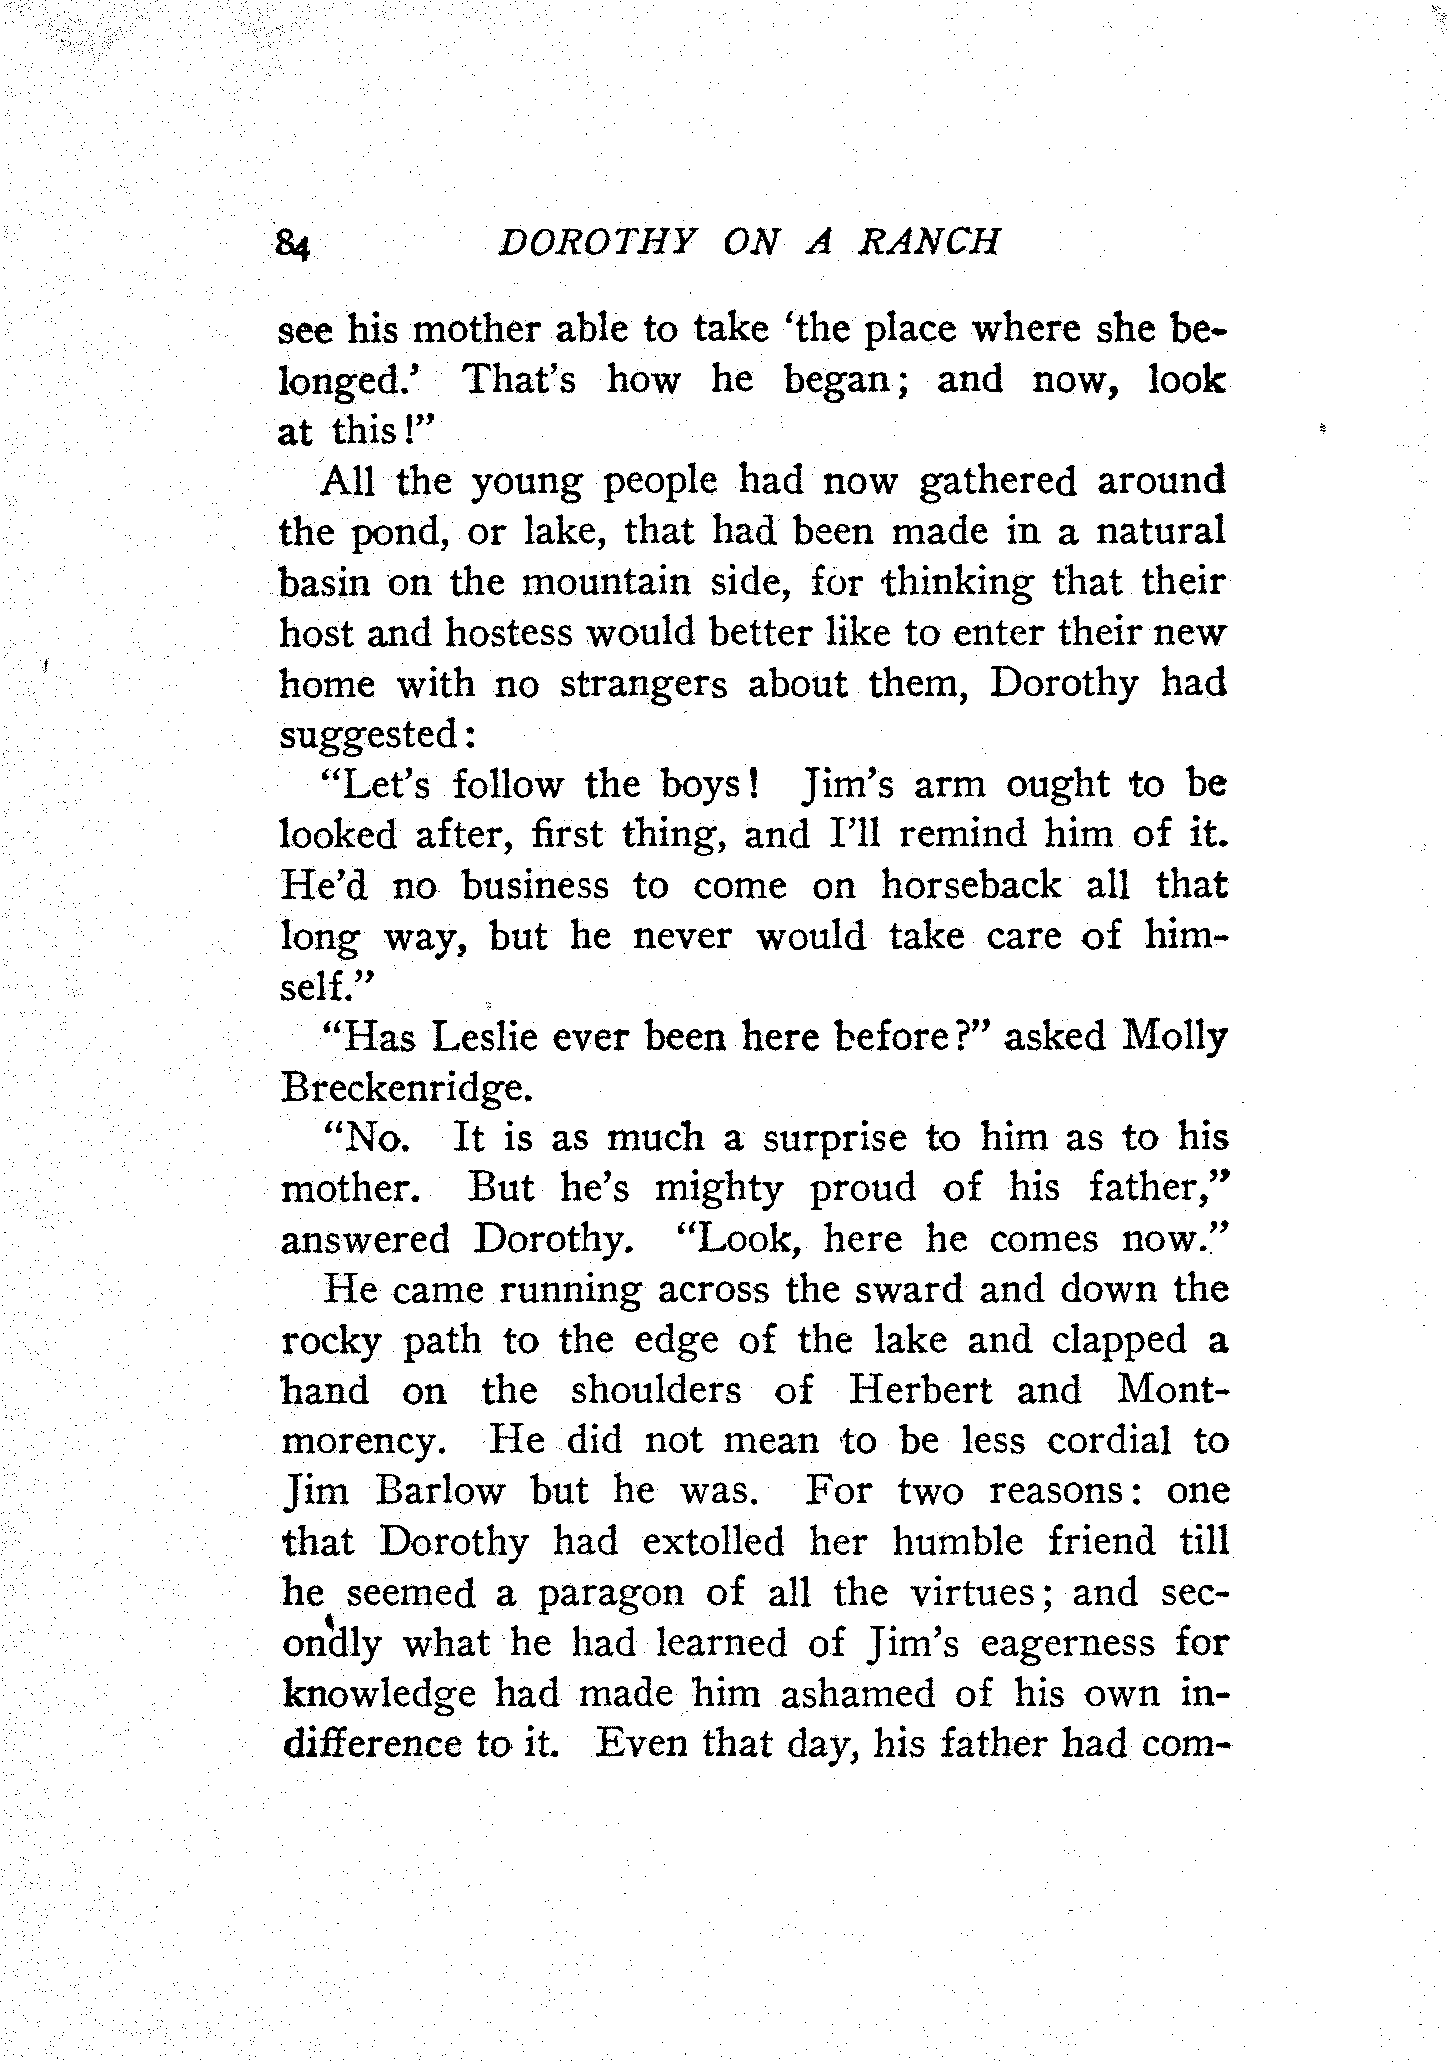 84 DOROTHY ON A RANCH
see his mother able to take 'the place where she be-
longed.' That's how he began; and now, look
at this!"
All the young people had now gathered around
the pond, or lake, that had been made in a natural
basin on the mountain side, for thinking that their
host and hostess would better like to enter their new
home with no strangers about them, Dorothy had
suggested:
"Let's follow the boys! Jim's arm ought to be
looked after, first thing, and I'll remind him of it.
He'd no business to come on horseback all that
long way, but he never would take care of him-
self."
"Has Leslie ever been here before?" asked Molly
Breckenridge.
"No. It is as much a surprise to him as to his
mother. But he's mighty proud of his father,"
answered Dorothy. "Look, here he comes now."
He came running across the sward and down the
rocky path to the edge of the lake and clapped a
hand on the shoulders of Herbert and Mont-
morency. He did not mean to be less cordial to
Jim Barlow but he was. For two reasons: one
that Dorothy had extolled her humble friend till
he seemed a paragon of all the virtues; and sec-
ondly what he had learned of Jim's eagerness for
knowledge had made him ashamed of his own in-
difference to it. Even that day, his father had com-